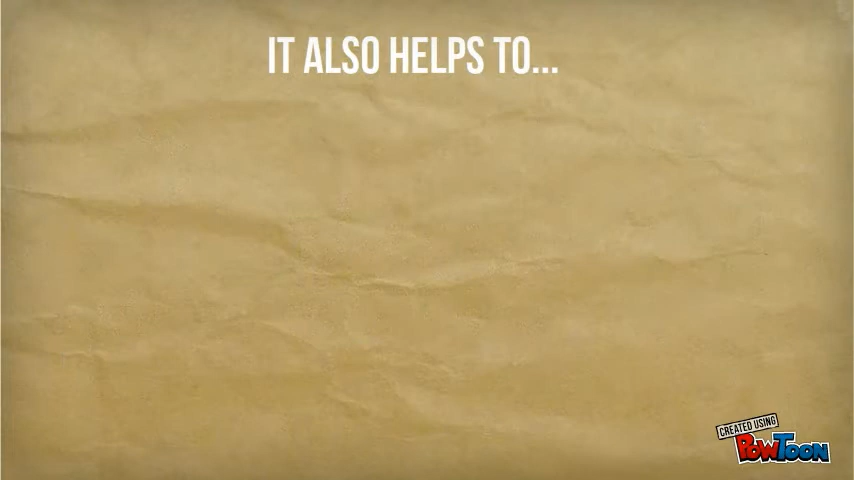 IT ALSO HELPS TO...
CREATED USING
POWTOON